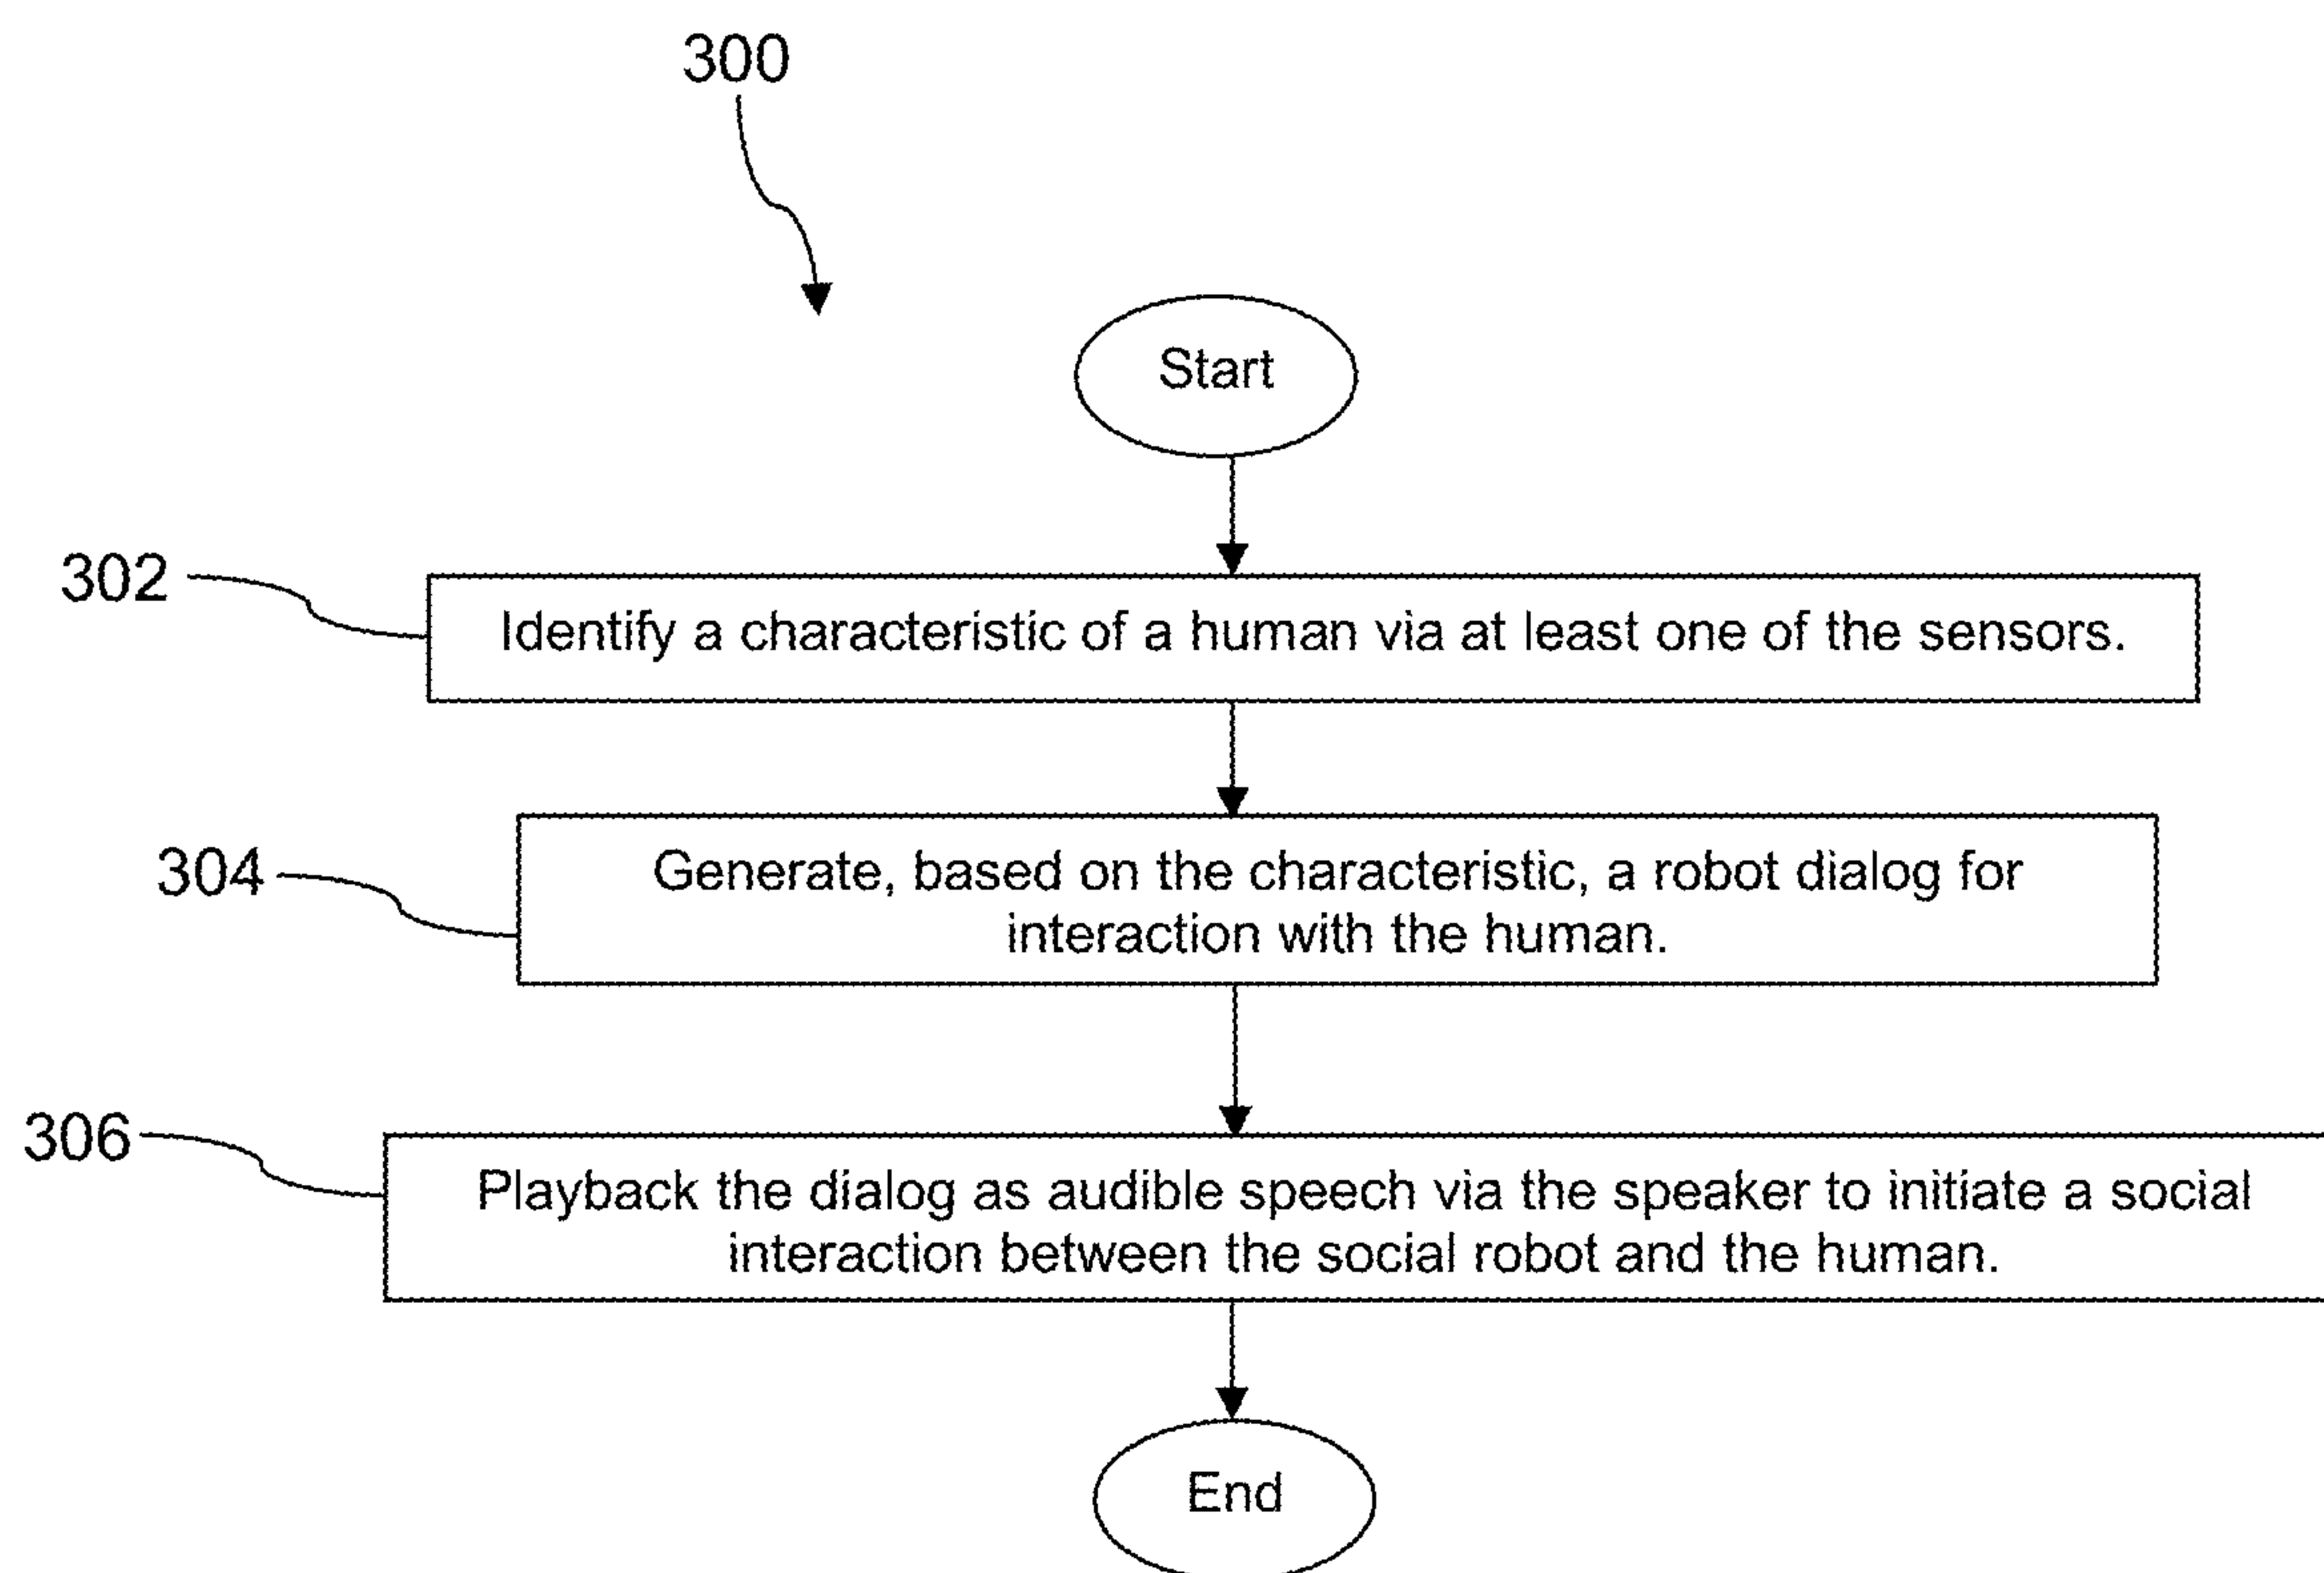 300
Start
302
Identify a characteristic of a human via at least one of the sensors.
304
Generate, based on the characteristic, a robot dialog for
interaction with the human.
306
Playback the dialog as audible speech via the speaker to initiate a social
interaction between the social robot and the human.
End